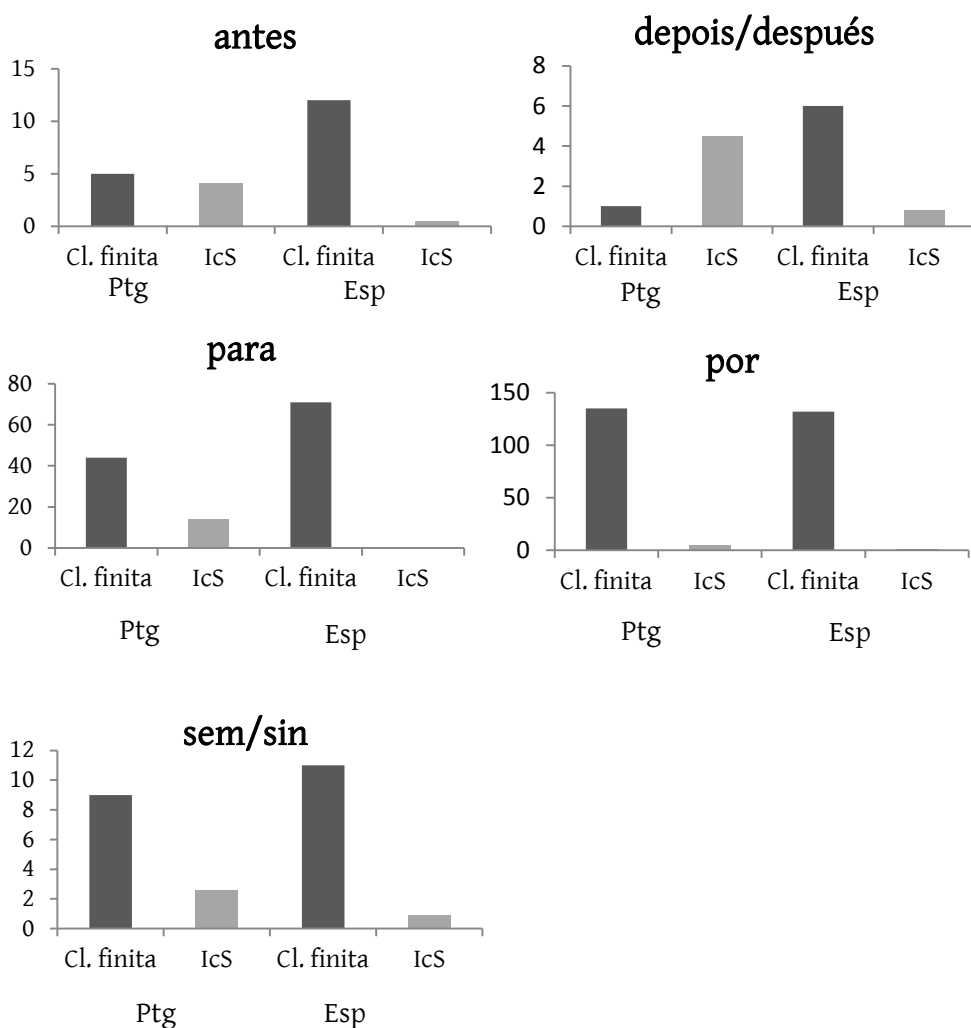 antes
15
10
5
0
Cl. finita IcS Cl. finita IcS
Ptg Esp
depois/después
8
6
4
2
0
Cl. finita IcS Cl. finita IcS
Ptg Esp
para
80
60
40
20
0
Cl. finita IcS Cl. finita IcS
Ptg Esp
por
150
100
50
0
Cl. finita IcS Cl. finita IcS
Ptg Esp
sem/sin
12
10
8
6
4
2
0
Cl. finita IcS Cl. finita IcS
Ptg Esp